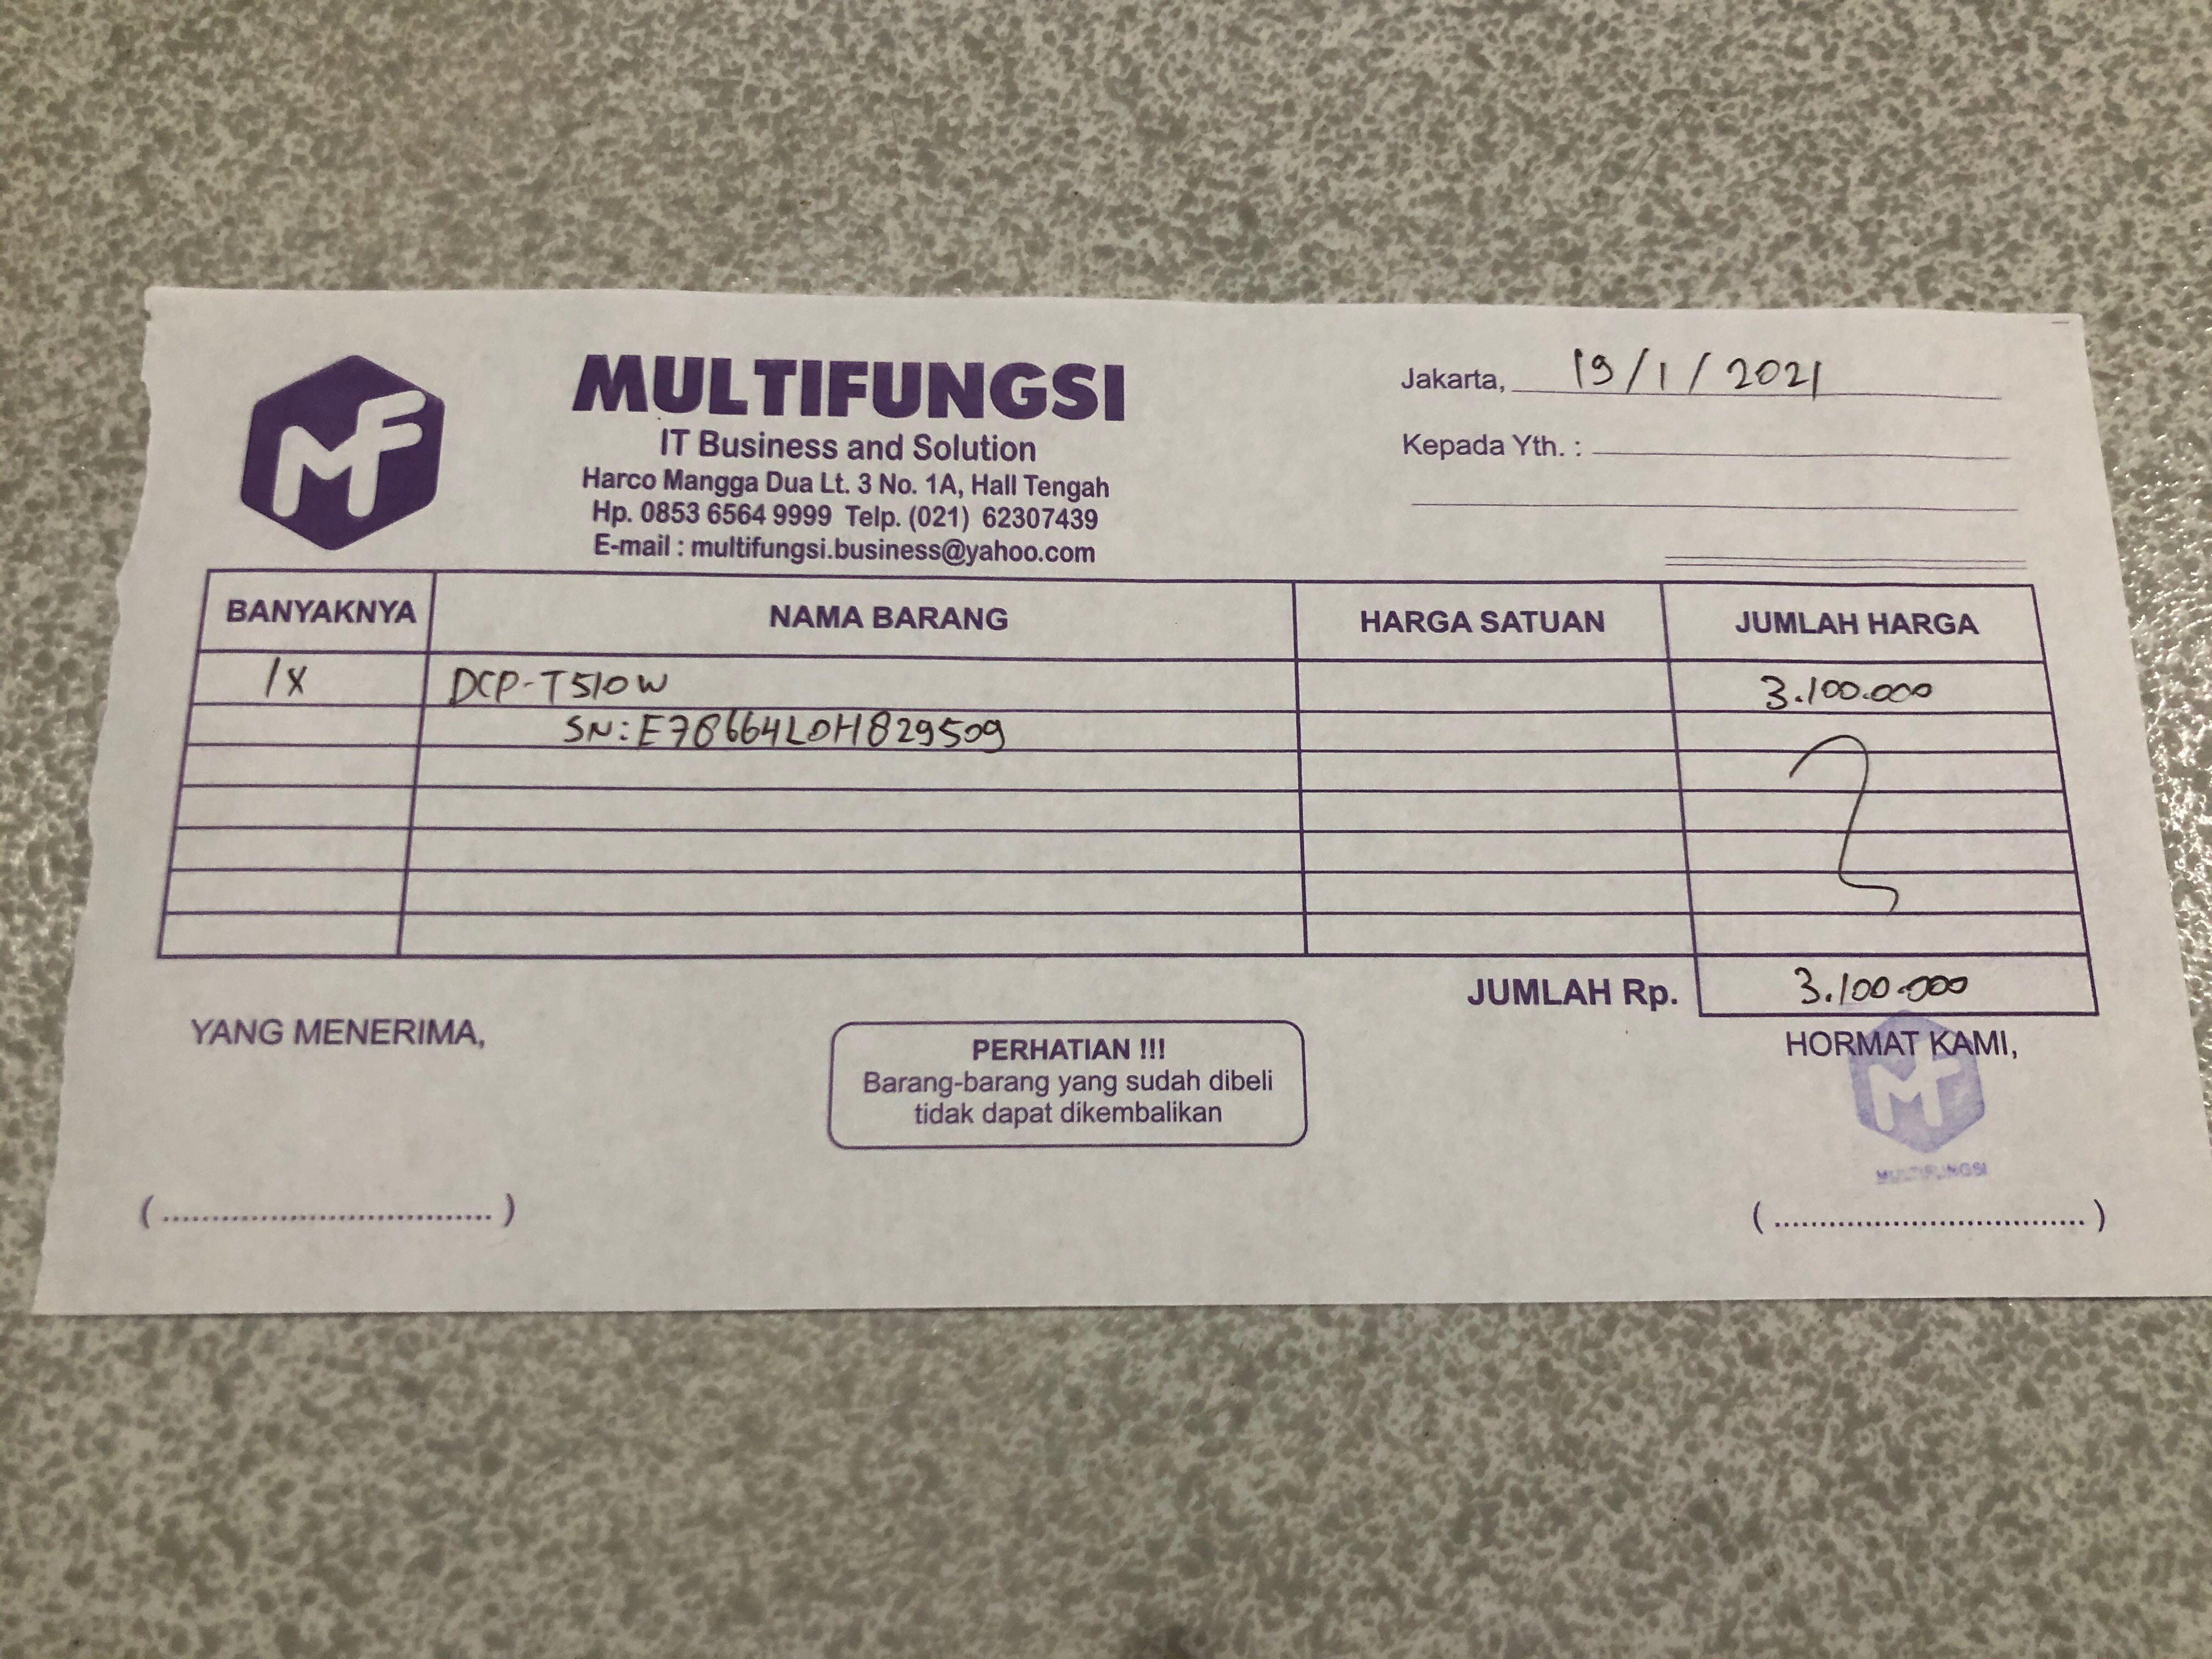 MF
MULTIFUNGSI
IT Business and Solution
Harco Mangga Dua Lt. 3 No. 1A, Hall Tengah
Hp. 0853 6564 9999 Telp. (021) 62307439
E-mail : multifungsi.business@yahoo.com
Jakarta, 19/1/2021
Kepada Yth. :
BANYAKNYA NAMA BARANG HARGA SATUAN JUMLAH HARGA
1X DCP-T510W 3.100.000
SN: E78664L0H829509
JUMLAH Rp. 3.100.000
YANG MENERIMA,
PERHATIAN !!!
Barang-barang yang sudah dibeli
tidak dapat dikembalikan
HORMAT KAMI,
MF
MULTIFUNGSI
(.................................)
(.................................)